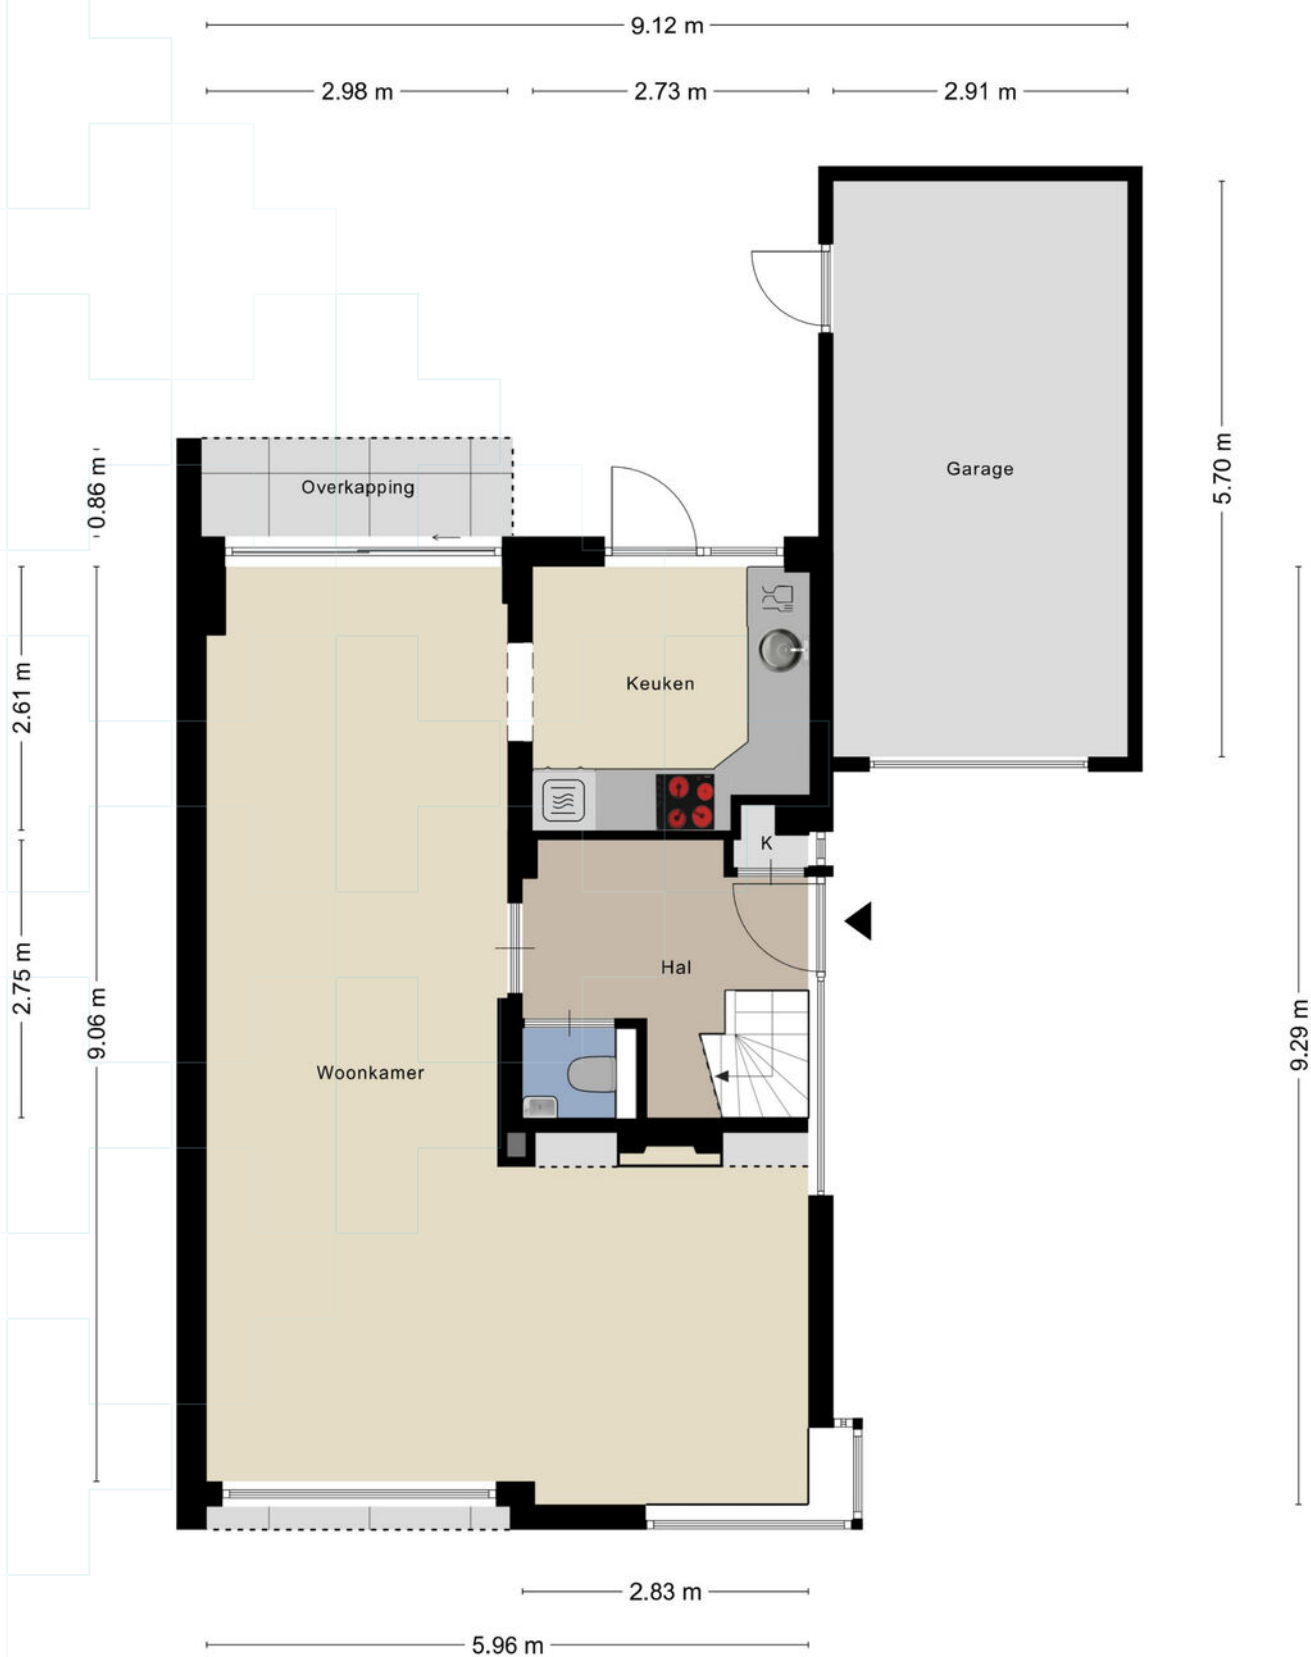 9.12 m
2.98 m
2.73 m
2.91 m
0.86 m
Overkapping
Garage
5.70 m
2.61 m
Keuken
K
2.75 m
9.06 m
Hal
Woonkamer
9.29 m
2.83 m
5.96 m